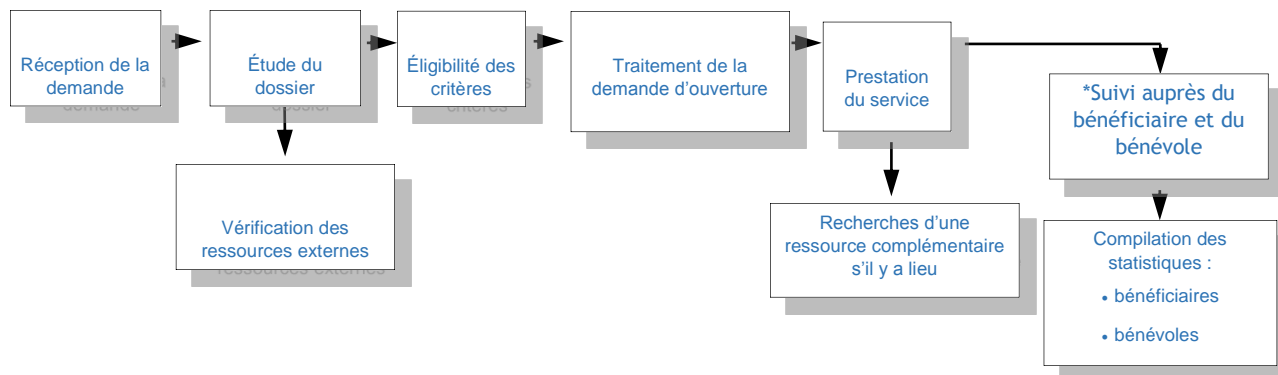 Réception de la
demande
Étude du
dossier
Éligibilité des
critères
Traitement de la
demande d'ouverture
Prestation
du service
*Suivi auprès du
bénéficiaire et du
bénévole
Vérification des
ressources externes
Recherches d'une
ressource complémentaire
s'il y a lieu
Compilation des
statistiques :
• bénéficiaires
• bénévoles